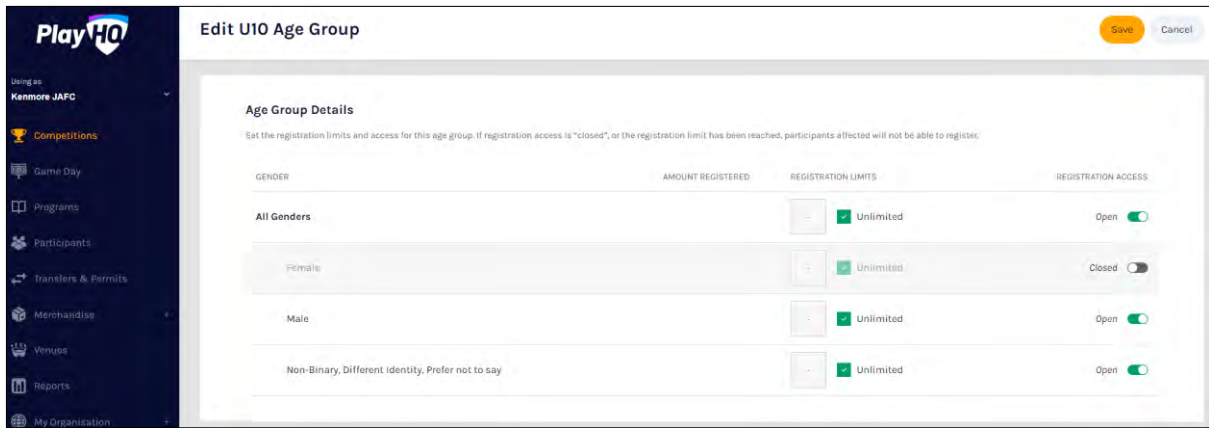 PlayHQ
Edit U10 Age Group
Save
Cancel
Using as
Kenmore JAFC
Competitions
Game Day
Programs
Participants
Transfers & Permits
Merchandise
Venues
Reports
My Organisation
Age Group Details
Set the registration limits and access for this age group. If registration access is "closed", or the registration limit has been reached, participants affected will not be able to register.
GENDER AMOUNT REGISTERED REGISTRATION LIMITS REGISTRATION ACCESS
All Genders - Unlimited Open
Female - Unlimited Closed
Male - Unlimited Open
Non-Binary, Different Identity, Prefer not to say - Unlimited Open